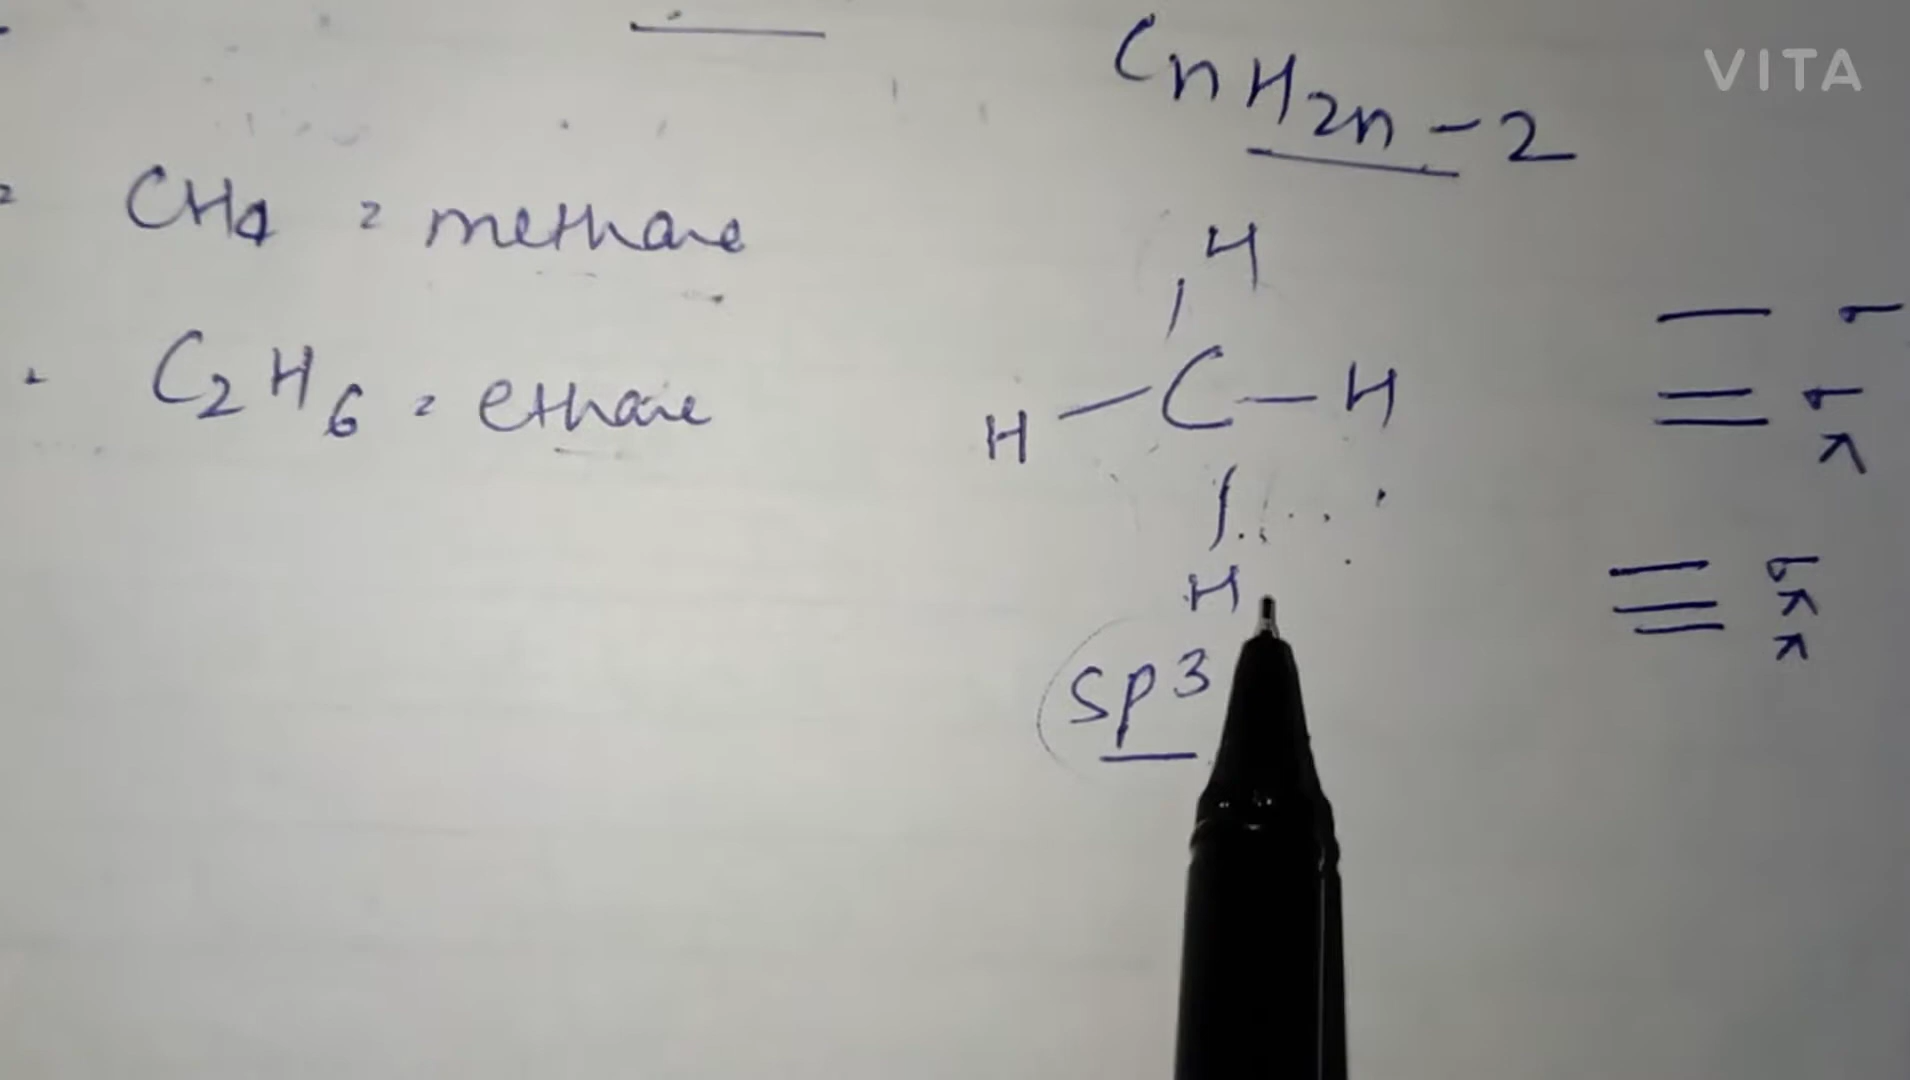 VITA
CnH2n-2
= CH4 = methane
H
C2H6 = ethane
H - C - H
H
sp3